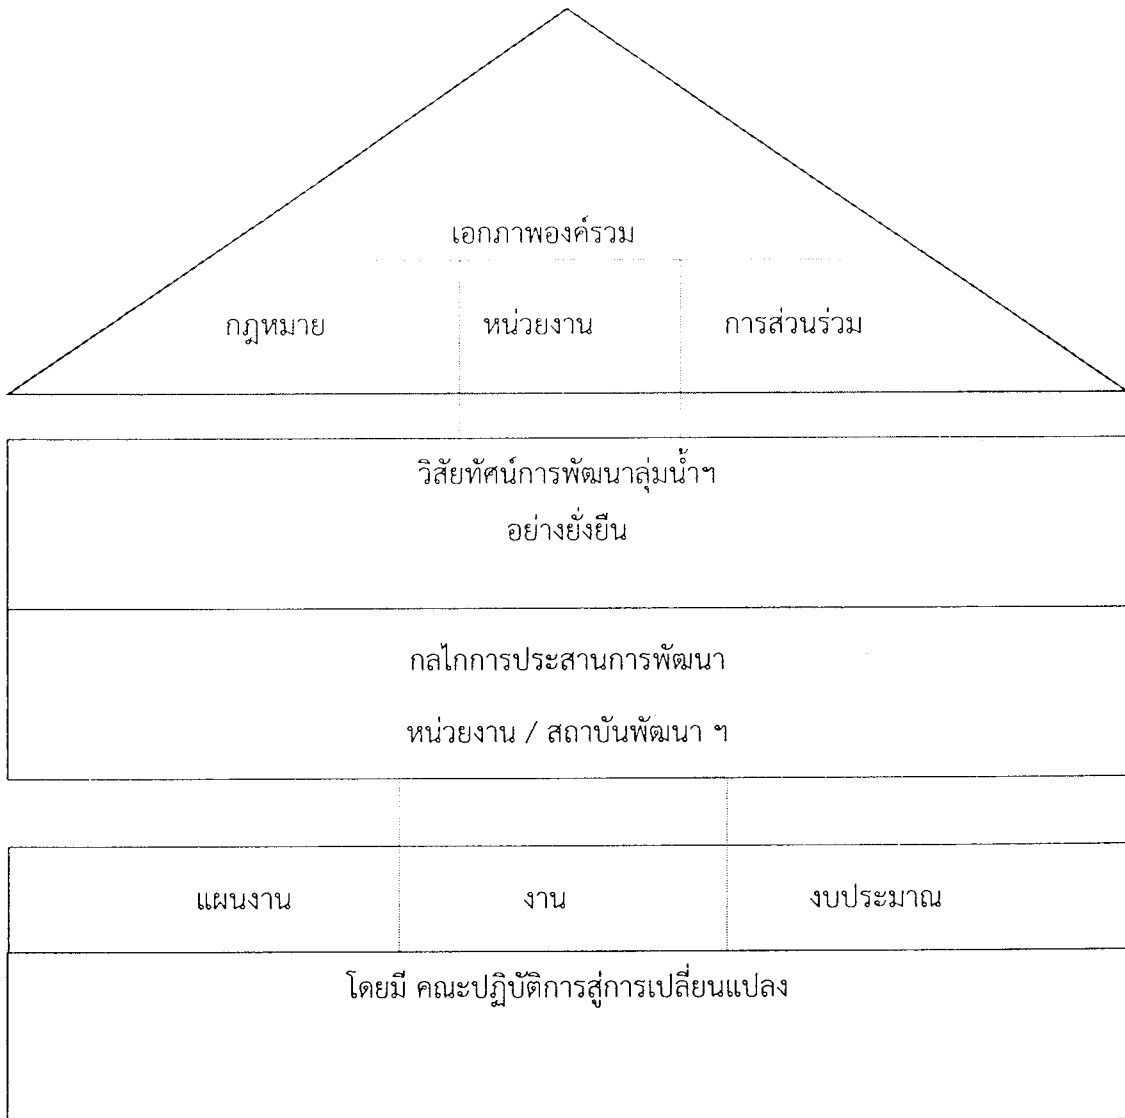 เอกภาพองค์รวม
กฎหมาย หน่วยงาน การส่วนร่วม
วิสัยทัศน์การพัฒนาลุ่มน้ำฯ
อย่างยั่งยืน
กลไกการประสานการพัฒนา
หน่วยงาน / สถาบันพัฒนา ฯ
แผนงาน งาน งบประมาณ
โดยมี คณะปฏิบัติการสู่การเปลี่ยนแปลง